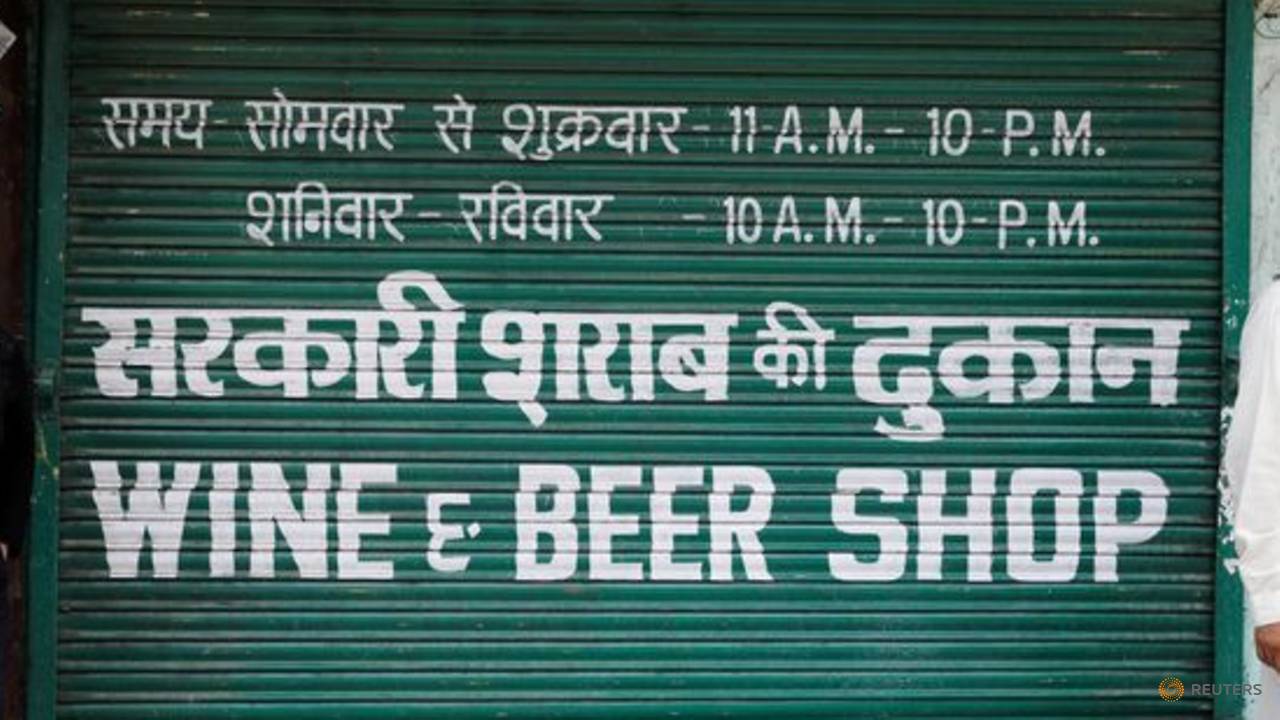 समय- सोमवार से शुक्रवार - 11-A.M. - 10-P.M.
शनिवार - रविवार - 10 A.M. - 10-P.M.
सरकारी शराब की दुकान
WINE & BEER SHOP
REUTERS